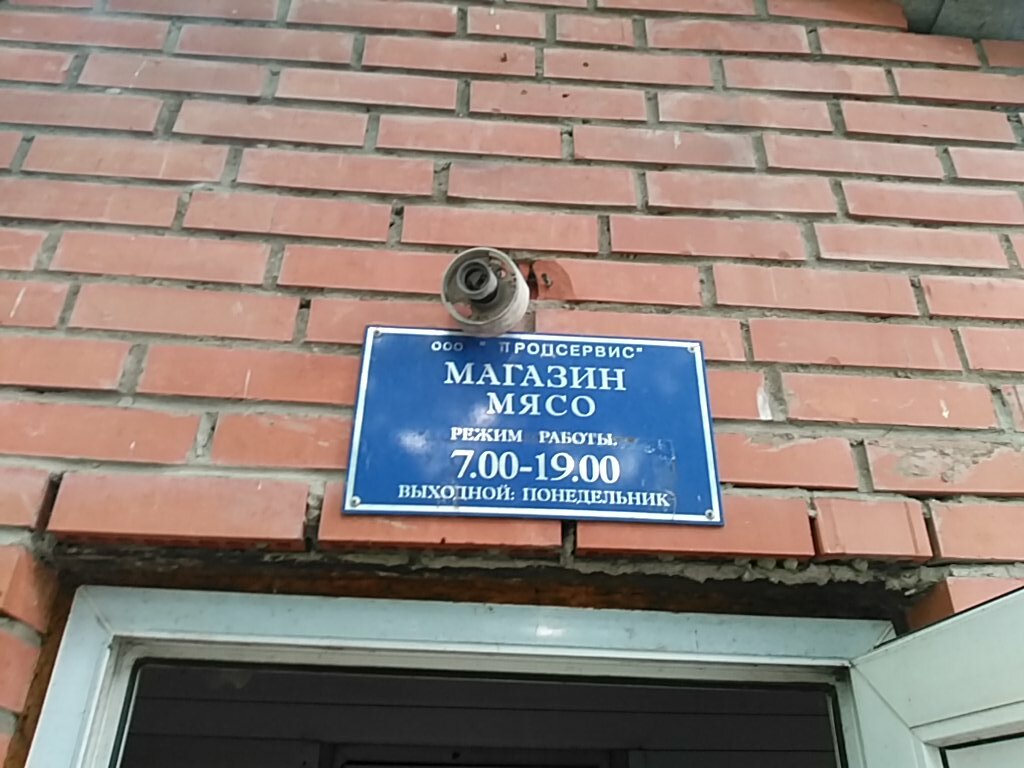 ООО " ПРОДСЕРВИС"
МАГАЗИН
МЯСО
РЕЖИМ РАБОТЫ:
7.00-19.00
ВЫХОДНОЙ: ПОНЕДЕЛЬНИК